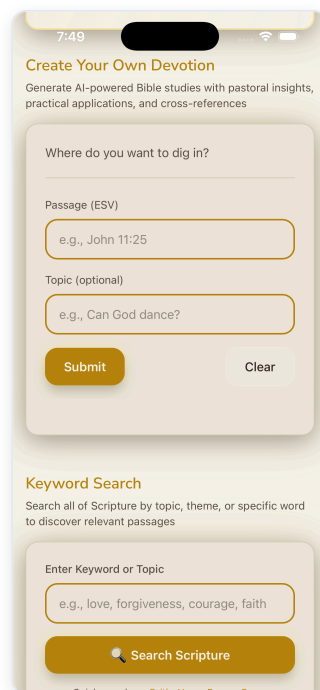 7:49
Create Your Own Devotion
Generate AI-powered Bible studies with pastoral insights,
practical applications, and cross-references
Where do you want to dig in?
Passage (ESV)
e.g., John 11:25
Topic (optional)
e.g., Can God dance?
Submit
Clear
Keyword Search
Search all of Scripture by topic, theme, or specific word
to discover relevant passages
Enter Keyword or Topic
e.g., love, forgiveness, courage, faith
🔍 Search Scripture